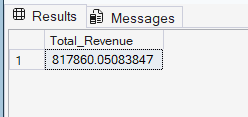 Results Messages
Total_Revenue
1 817860.05083847